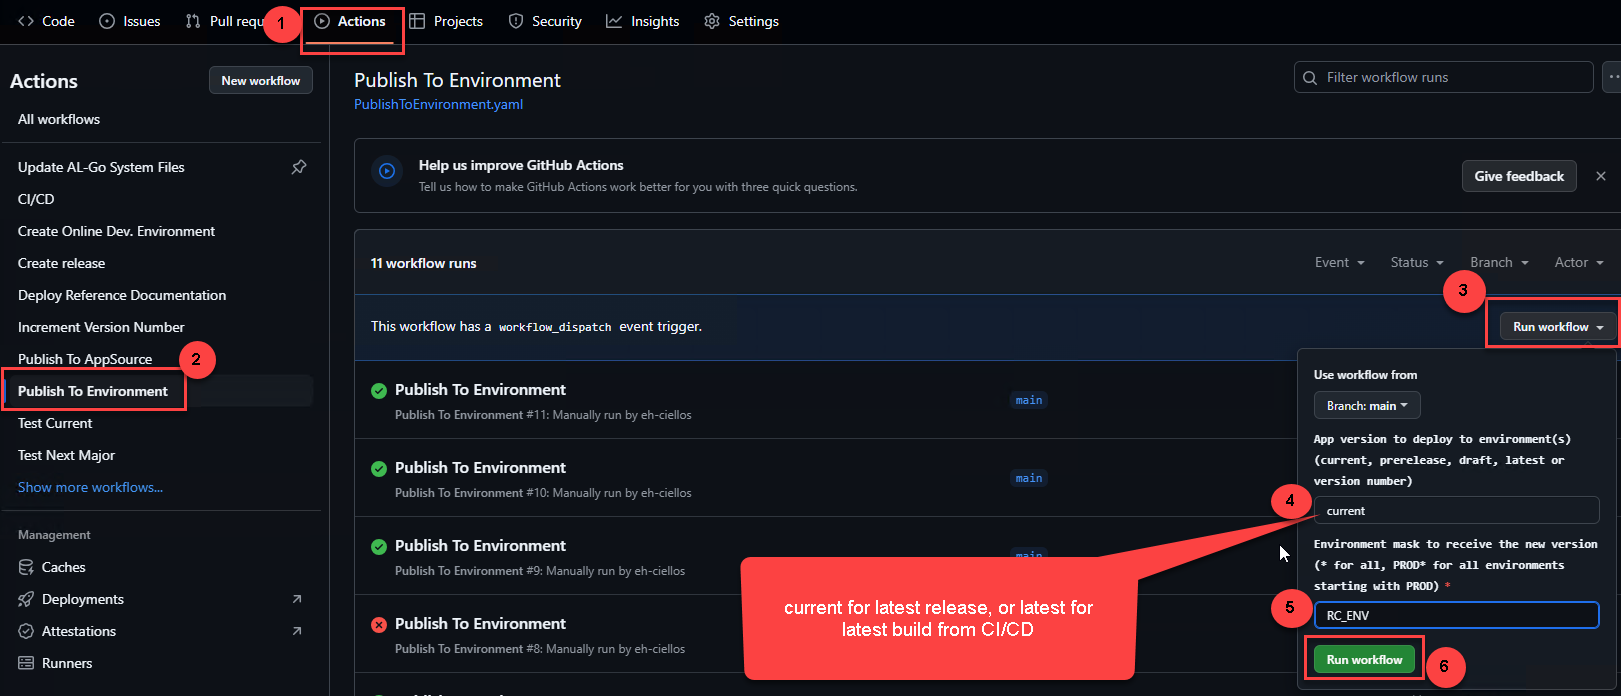 Code
Issues
Pull requ
1
Actions
Projects
Security
Insights
Settings
Actions
New workflow
All workflows
Update AL-Go System Files
CI/CD
Create Online Dev. Environment
Create release
Deploy Reference Documentation
Increment Version Number
Publish To AppSource
2
Publish To Environment
Test Current
Test Next Major
Show more workflows...
Management
Caches
Deployments
Attestations
Runners
Publish To Environment
PublishToEnvironment.yaml
Filter workflow runs
Help us improve GitHub Actions
Tell us how to make GitHub Actions work better for you with three quick questions.
Give feedback
11 workflow runs
Event
Status
Branch
Actor
3
This workflow has a workflow_dispatch event trigger.
Run workflow
Publish To Environment
Publish To Environment #11: Manually run by eh-ciellos
main
Publish To Environment
Publish To Environment #10: Manually run by eh-ciellos
main
Publish To Environment
Publish To Environment #9: Manually run by eh-ciellos
main
Publish To Environment
Publish To Environment #8: Manually run by eh-ciellos
current for latest release, or latest for
latest build from CI/CD
Use workflow from
Branch: main
App version to deploy to environment(s)
(current, prerelease, draft, latest or
version number)
4
current
Environment mask to receive the new version
(* for all, PROD* for all environments
starting with PROD) *
5
RC_ENV
Run workflow
6